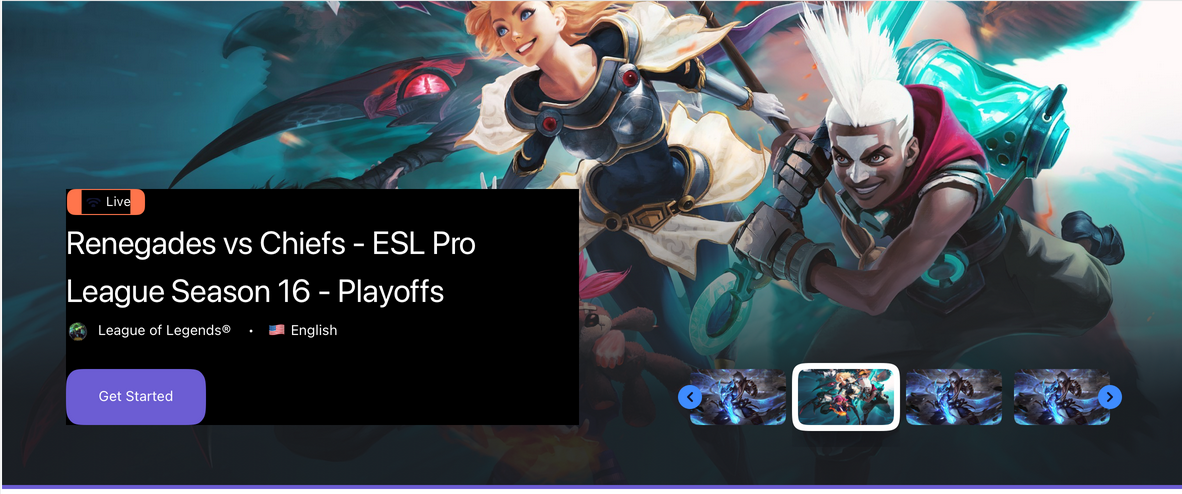 Live
Renegades vs Chiefs - ESL Pro
League Season 16 - Playoffs
League of Legends® • English
Get Started